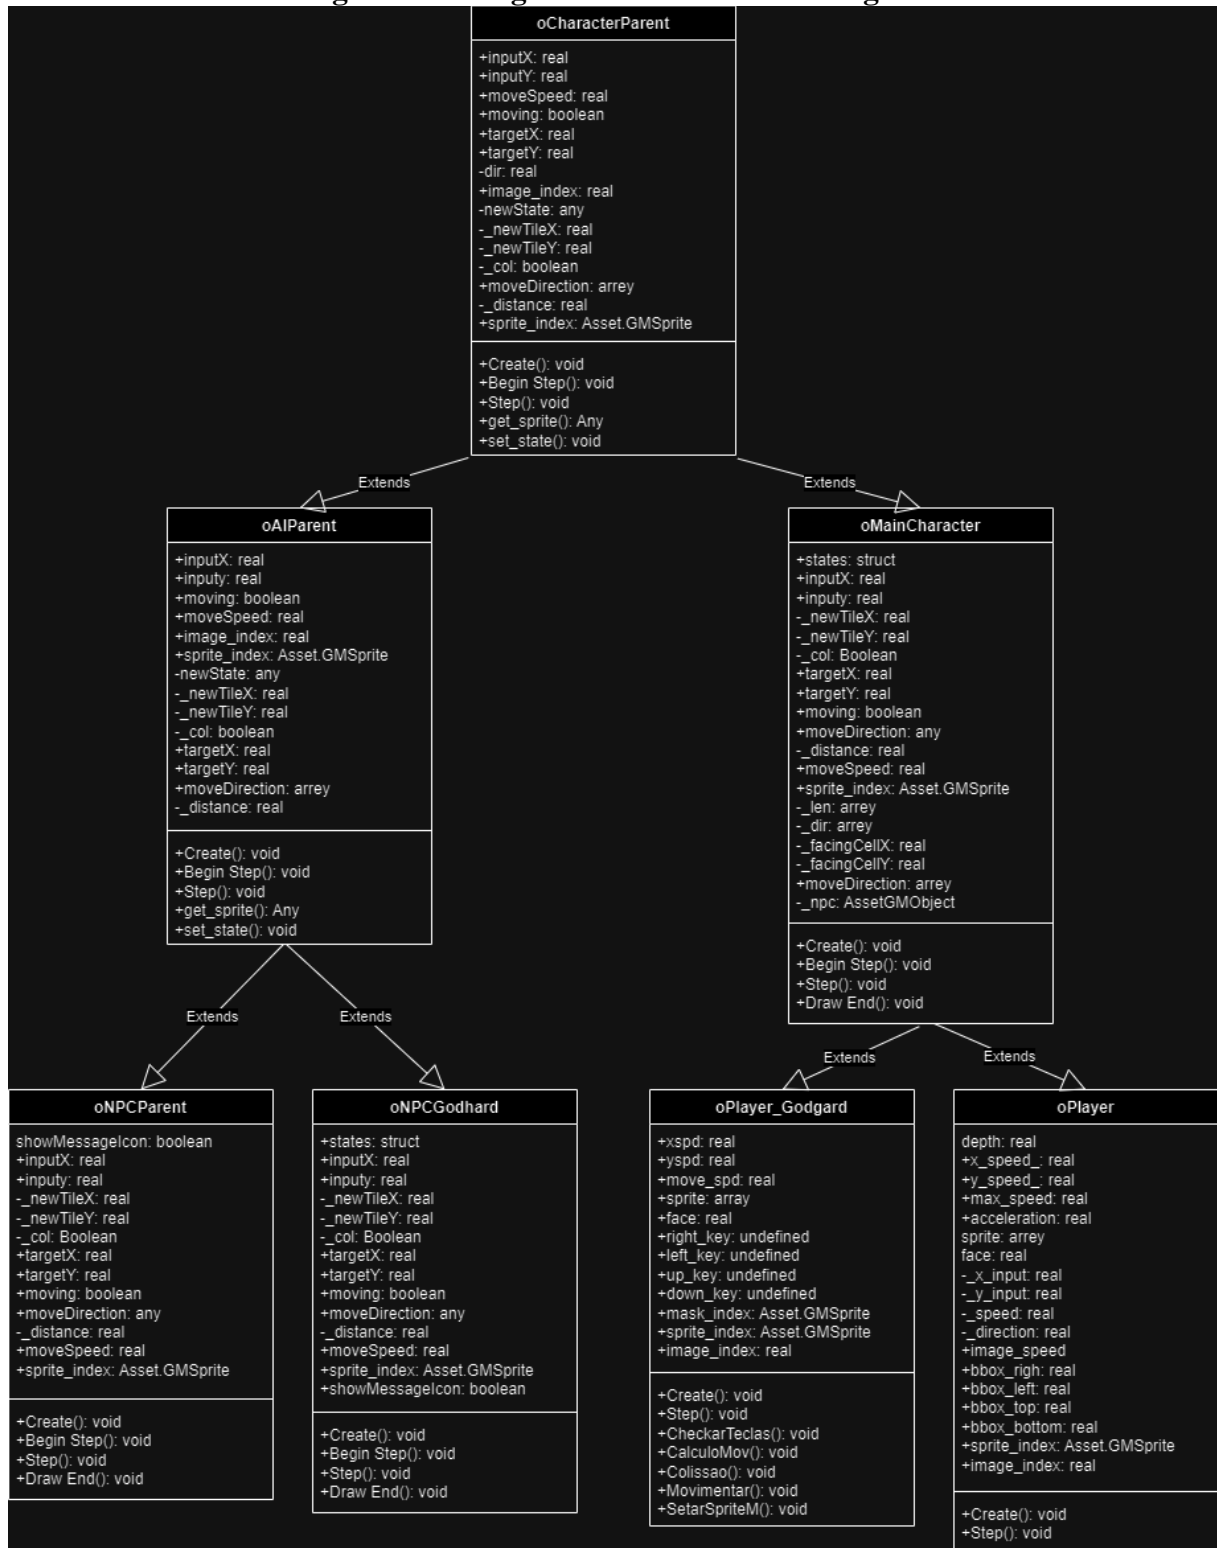 oCharacterParent
+inputX: real
+inputY: real
+moveSpeed: real
+moving: boolean
+targetX: real
+targetY: real
-dir: real
+image_index: real
-newState: any
-_newTileX: real
-_newTileY: real
-_col: boolean
+moveDirection: arrey
-_distance: real
+sprite_index: Asset.GMSprite
+Create(): void
+Begin Step(): void
+Step(): void
+get_sprite(): Any
+set_state(): void
Extends
Extends
oAIParent
+inputX: real
+inputy: real
+moving: boolean
+moveSpeed: real
+image_index: real
+sprite_index: Asset.GMSprite
-newState: any
-_newTileX: real
-_newTileY: real
-_col: boolean
+targetX: real
+targetY: real
+moveDirection: arrey
-_distance: real
+Create(): void
+Begin Step(): void
+Step(): void
+get_sprite(): Any
+set_state(): void
oMainCharacter
+states: struct
+inputX: real
+inputy: real
-_newTileX: real
-_newTileY: real
-_col: Boolean
+targetX: real
+targetY: real
+moving: boolean
+moveDirection: any
-_distance: real
+moveSpeed: real
+sprite_index: Asset.GMSprite
-_len: arrey
-_dir: arrey
-_facingCellX: real
-_facingCellY: real
+moveDirection: arrey
-_npc: AssetGMObject
+Create(): void
+Begin Step(): void
+Step(): void
+Draw End(): void
Extends
Extends
Extends
Extends
oNPCParent
showMessageIcon: boolean
+inputX: real
+inputy: real
-_newTileX: real
-_newTileY: real
-_col: Boolean
+targetX: real
+targetY: real
+moving: boolean
+moveDirection: any
-_distance: real
+moveSpeed: real
+sprite_index: Asset.GMSprite
+Create(): void
+Begin Step(): void
+Step(): void
+Draw End(): void
oNPCGodhard
+states: struct
+inputX: real
+inputy: real
-_newTileX: real
-_newTileY: real
-_col: Boolean
+targetX: real
+targetY: real
+moving: boolean
+moveDirection: any
-_distance: real
+moveSpeed: real
+sprite_index: Asset.GMSprite
+showMessageIcon: boolean
+Create(): void
+Begin Step(): void
+Step(): void
+Draw End(): void
oPlayer_Godgard
+xspd: real
+yspd: real
+move_spd: real
+sprite: array
+face: real
+right_key: undefined
+left_key: undefined
+up_key: undefined
+down_key: undefined
+mask_index: Asset.GMSprite
+sprite_index: Asset.GMSprite
+image_index: real
+Create(): void
+Step(): void
+CheckarTeclas(): void
+CalculoMov(): void
+Colissao(): void
+Movimentar(): void
+SetarSpriteM(): void
oPlayer
depth: real
+x_speed_: real
+y_speed_: real
+max_speed: real
+acceleration: real
sprite: arrey
face: real
-_x_input: real
-_y_input: real
-_speed: real
-_direction: real
+image_speed
+bbox_righ: real
+bbox_left: real
+bbox_top: real
+bbox_bottom: real
+sprite_index: Asset.GMSprite
+image_index: real
+Create(): void
+Step(): void